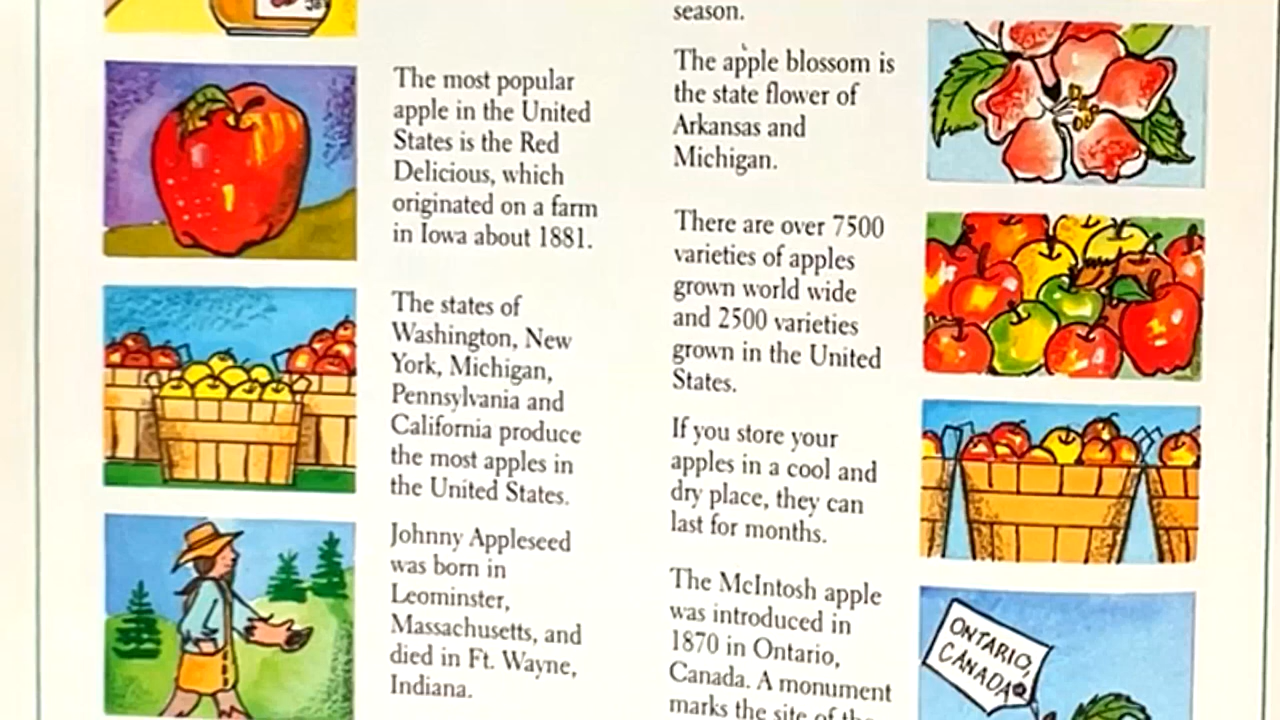 The most popular
apple in the United
States is the Red
Delicious, which
originated on a farm
in Iowa about 1881.
The states of
Washington, New
York, Michigan,
Pennsylvania and
California produce
the most apples in
the United States.
Johnny Appleseed
was born in
Leominster,
Massachusetts, and
died in Ft. Wayne,
Indiana.
season.
The apple blossom is
the state flower of
Arkansas and
Michigan.
There are over 7500
varieties of apples
grown world wide
and 2500 varieties
grown in the United
States.
If you store your
apples in a cool and
dry place, they can
last for months.
The McIntosh apple
was introduced in
1870 in Ontario,
Canada. A monument
marks the site of the
ONTARIO,
CANADA